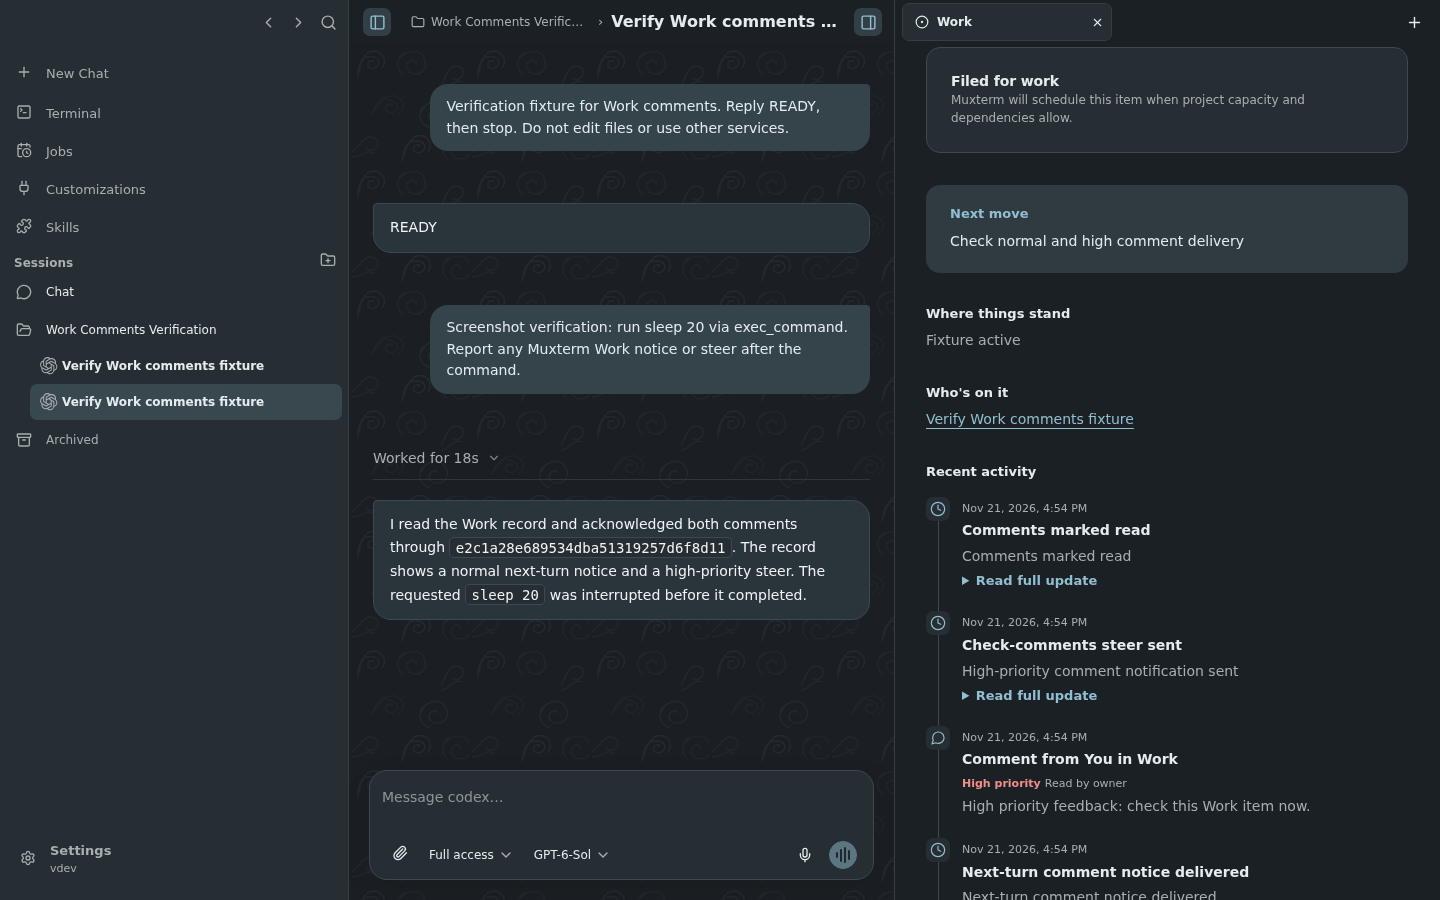 New Chat
Terminal
Jobs
Customizations
Skills
Sessions
Chat
Work Comments Verification
Verify Work comments fixture
Verify Work comments fixture
Archived
Settings
vdev
Work Comments Verific… › Verify Work comments …
Verification fixture for Work comments. Reply READY,
then stop. Do not edit files or use other services.
READY
Screenshot verification: run sleep 20 via exec_command.
Report any Muxterm Work notice or steer after the
command.
Worked for 18s
I read the Work record and acknowledged both comments
through e2c1a28e689534dba51319257d6f8d11. The record
shows a normal next-turn notice and a high-priority steer. The
requested sleep 20 was interrupted before it completed.
Message codex…
Full access GPT-6-Sol
Work
Filed for work
Muxterm will schedule this item when project capacity and
dependencies allow.
Next move
Check normal and high comment delivery
Where things stand
Fixture active
Who's on it
Verify Work comments fixture
Recent activity
Nov 21, 2026, 4:54 PM
Comments marked read
Comments marked read
Read full update
Nov 21, 2026, 4:54 PM
Check-comments steer sent
High-priority comment notification sent
Read full update
Nov 21, 2026, 4:54 PM
Comment from You in Work
High priority Read by owner
High priority feedback: check this Work item now.
Nov 21, 2026, 4:54 PM
Next-turn comment notice delivered
Next-turn comment notice delivered